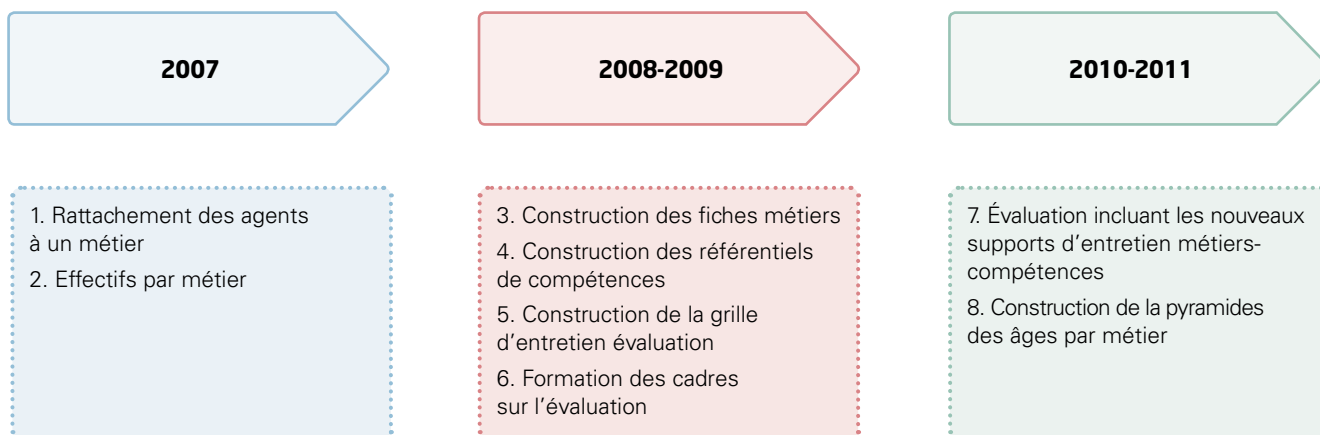 2007
2008-2009
2010-2011
1. Rattachement des agents
à un métier
2. Effectifs par métier
3. Construction des fiches métiers
4. Construction des référentiels
de compétences
5. Construction de la grille
d’entretien évaluation
6. Formation des cadres
sur l’évaluation
7. Évaluation incluant les nouveaux
supports d’entretien métiers-
compétences
8. Construction de la pyramides
des âges par métier